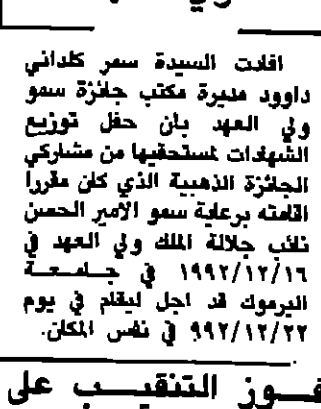 افادت السيدة سمر كلداني
داوود مديرة مكتب جائزة سمو
ولي العهد بان حفل توزيع
الشهادات لمستحقيها من مشاركي
الجائزة الذهبية الذي كان مقررا
اقامته برعاية سمو الامير الحسن
نائب جلالة الملك ولي العهد في
١٩٩٢/١٢/١٦ في جامعة
اليرموك قد اجل ليقام في يوم
٩٩٢/١٢/٢٢ في نفس المكان.
فوز التنقيب على